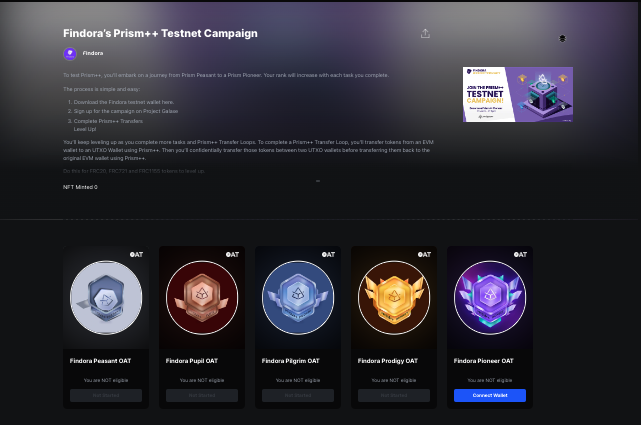 Findora's Prism++ Testnet Campaign
Findora
To test Prism++, you'll embark on a journey from Prism Peasant to a Prism Pioneer. Your rank will increase with each task you complete.
The process is simple and easy:
1. Download the Findora testnet wallet here.
2. Sign up for the campaign on Project Galaxe
3. Complete Prism++ Transfers
Level Up!
You'll keep leveling up as you complete more tasks and Prism++ Transfer Loops. To complete a Prism++ Transfer Loop, you'll transfer tokens from an EVM
wallet to an UTXO Wallet using Prism++. Then you'll confidentially transfer those tokens between two UTXO wallets before transferring them back to the
original EVM wallet using Prism++.
Do this for FRC20, FRC721 and FRC1155 tokens to level up.
NFT Minted 0
FINDORA
JOIN THE PRISM++
TESTNET
CAMPAIGN!
OAT
OAT
OAT
OAT
OAT
Findora Peasant OAT
Findora Pupil OAT
Findora Pilgrim OAT
Findora Prodigy OAT
Findora Pioneer OAT
You are NOT eligible
You are NOT eligible
You are NOT eligible
You are NOT eligible
You are NOT eligible
Connect Wallet